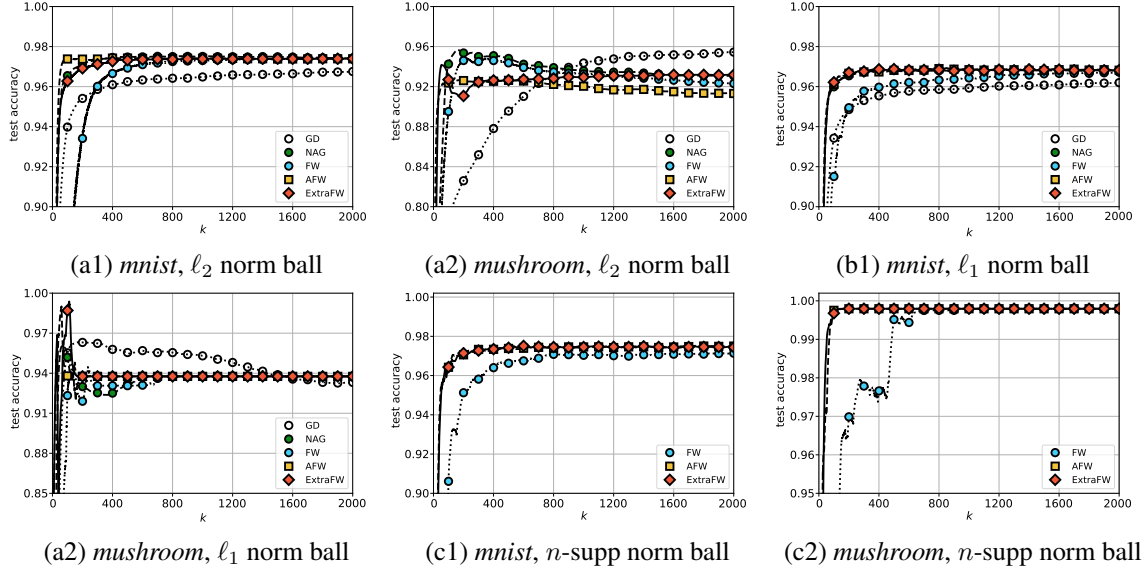 1.00
0.98
0.96
0.94
0.92
0.90
test accuracy
0 400 800 1200 1600 2000
k
GD
NAG
FW
AFW
ExtraFW
(a1) mnist, ℓ₂ norm ball
1.00
0.96
0.92
0.88
0.84
0.80
test accuracy
0 400 800 1200 1600 2000
k
GD
NAG
FW
AFW
ExtraFW
(a2) mushroom, ℓ₂ norm ball
1.00
0.98
0.96
0.94
0.92
0.90
test accuracy
0 400 800 1200 1600 2000
k
GD
NAG
FW
AFW
ExtraFW
(b1) mnist, ℓ₁ norm ball
1.00
0.97
0.94
0.91
0.88
0.85
test accuracy
0 400 800 1200 1600 2000
k
GD
NAG
FW
AFW
ExtraFW
(a2) mushroom, ℓ₁ norm ball
1.00
0.98
0.96
0.94
0.92
0.90
test accuracy
0 400 800 1200 1600 2000
k
FW
AFW
ExtraFW
(c1) mnist, n-supp norm ball
1.00
0.99
0.98
0.97
0.96
0.95
test accuracy
0 400 800 1200 1600 2000
k
FW
AFW
ExtraFW
(c2) mushroom, n-supp norm ball